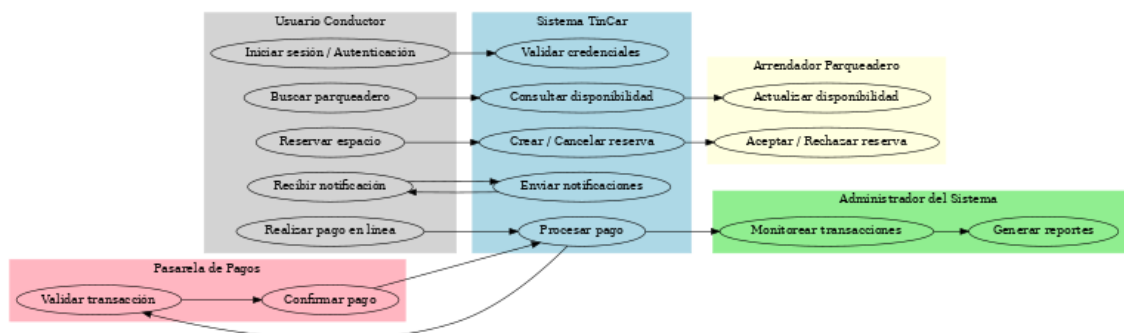 Usuario Conductor
Sistema TinCar
Iniciar sesión / Autenticación
Validar credenciales
Arrendador Parqueadero
Buscar parqueadero
Consultar disponibilidad
Actualizar disponibilidad
Reservar espacio
Crear / Cancelar reserva
Aceptar / Rechazar reserva
Recibir notificación
Enviar notificaciones
Administrador del Sistema
Realizar pago en línea
Procesar pago
Monitorear transacciones
Generar reportes
Pasarela de Pagos
Validar transacción
Confirmar pago